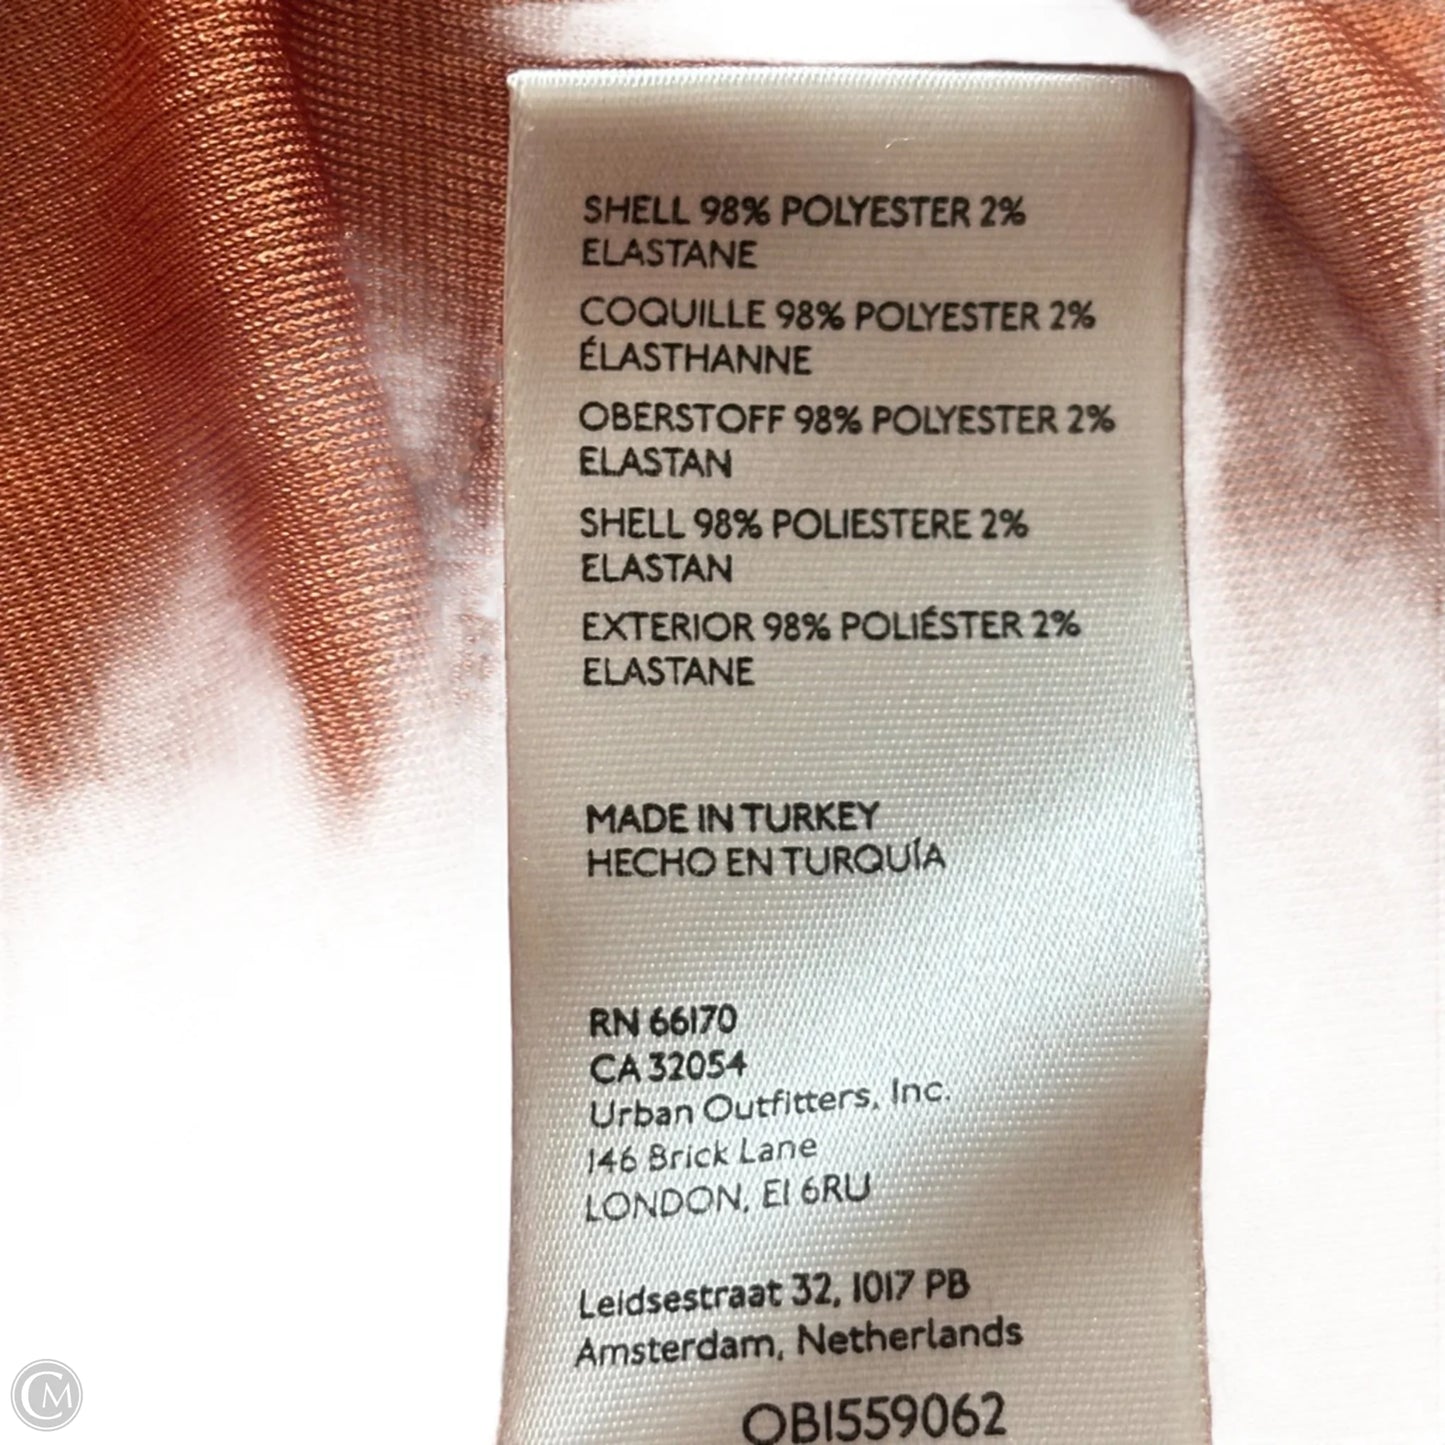 SHELL 98% POLYESTER 2%
ELASTANE
COQUILLE 98% POLYESTER 2%
ÉLASTHANNE
OBERSTOFF 98% POLYESTER 2%
ELASTAN
SHELL 98% POLIESTERE 2%
ELASTAN
EXTERIOR 98% POLIÉSTER 2%
ELASTANE
MADE IN TURKEY
HECHO EN TURQUÍA
RN 66170
CA 32054
Urban Outfitters, Inc.
146 Brick Lane
LONDON, E1 6RU
Leidsestraat 32, 1017 PB
Amsterdam, Netherlands
OB1559062
CM